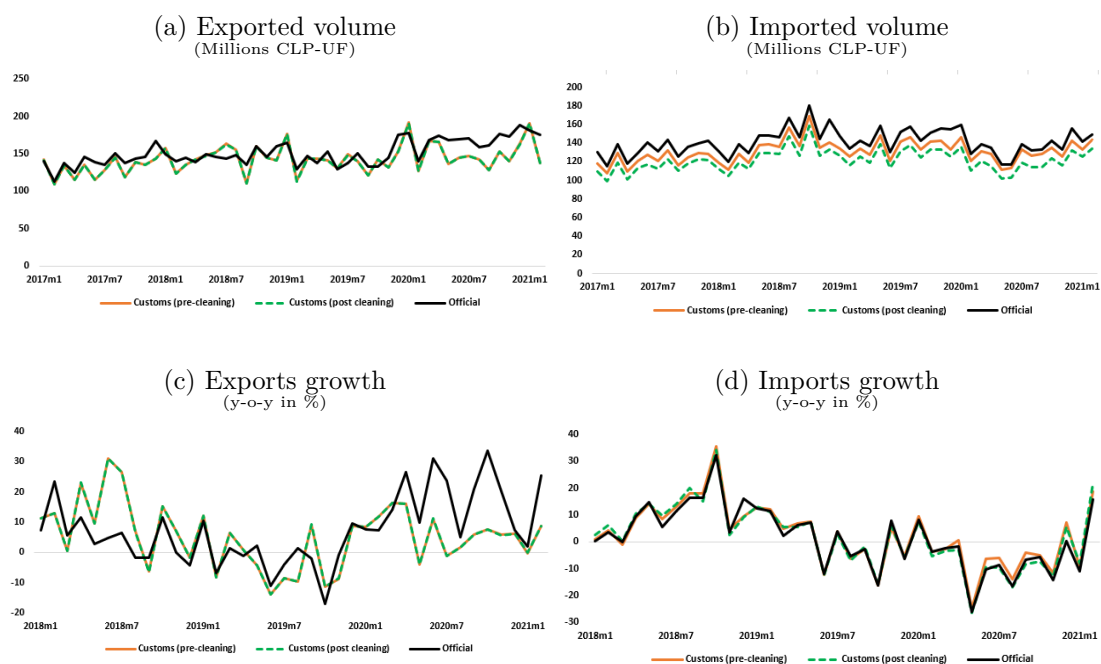 (a) Exported volume
(Millions CLP-UF)
250
200
150
100
50
0
2017m1 2017m7 2018m1 2018m7 2019m1 2019m7 2020m1 2020m7 2021m1
Customs (pre-cleaning) Customs (post cleaning) Official
(b) Imported volume
(Millions CLP-UF)
200
180
160
140
120
100
80
60
40
20
0
2017m1 2017m7 2018m1 2018m7 2019m1 2019m7 2020m1 2020m7 2021m1
Customs (pre-cleaning) Customs (post cleaning) Official
(c) Exports growth
(y-o-y in %)
40
30
20
10
0
-10
-20
2018m1 2018m7 2019m1 2019m7 2020m1 2020m7 2021m1
Customs (pre-cleaning) Customs (post cleaning) Official
(d) Imports growth
(y-o-y in %)
40
30
20
10
0
-10
-20
-30
2018m1 2018m7 2019m1 2019m7 2020m1 2020m7 2021m1
Customs (pre-cleaning) Customs (post cleaning) Official